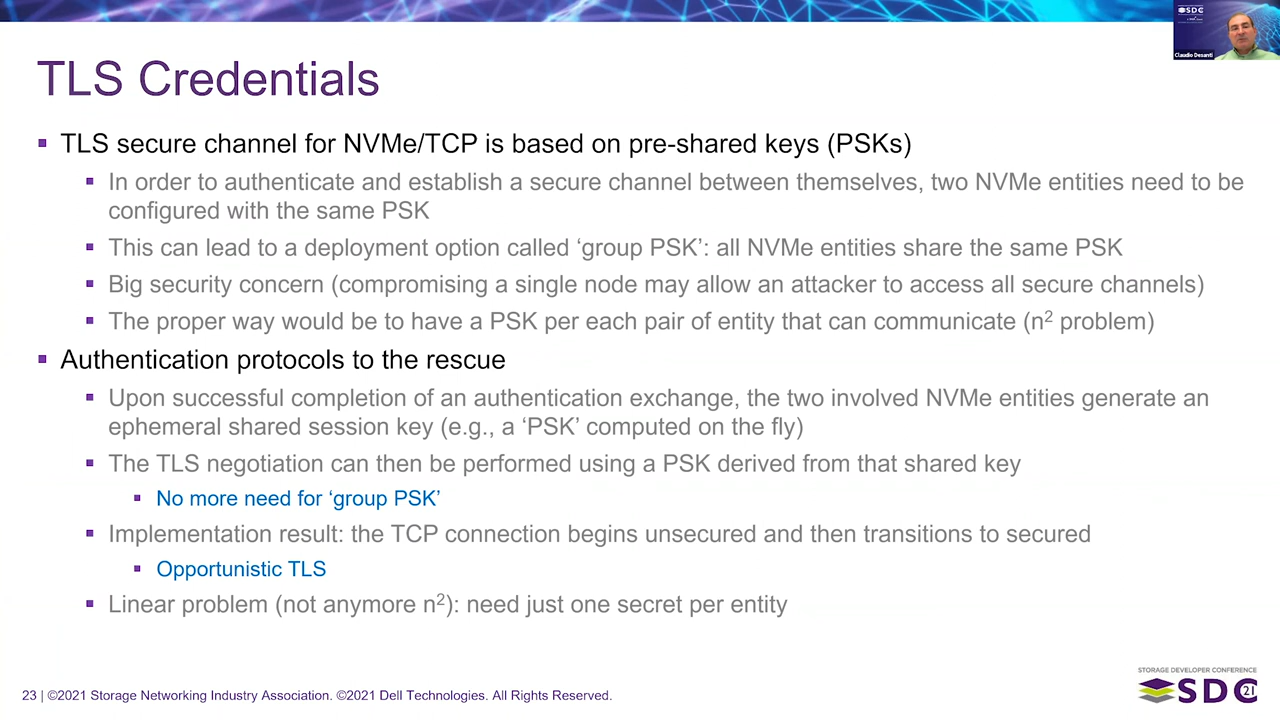 SDC
Claudio Desanti
TLS Credentials
▪ TLS secure channel for NVMe/TCP is based on pre-shared keys (PSKs)
▪ In order to authenticate and establish a secure channel between themselves, two NVMe entities need to be
configured with the same PSK
▪ This can lead to a deployment option called ‘group PSK’: all NVMe entities share the same PSK
▪ Big security concern (compromising a single node may allow an attacker to access all secure channels)
▪ The proper way would be to have a PSK per each pair of entity that can communicate (n² problem)
▪ Authentication protocols to the rescue
▪ Upon successful completion of an authentication exchange, the two involved NVMe entities generate an
ephemeral shared session key (e.g., a ‘PSK’ computed on the fly)
▪ The TLS negotiation can then be performed using a PSK derived from that shared key
▪ No more need for ‘group PSK’
▪ Implementation result: the TCP connection begins unsecured and then transitions to secured
▪ Opportunistic TLS
▪ Linear problem (not anymore n²): need just one secret per entity
23 | ©2021 Storage Networking Industry Association. ©2021 Dell Technologies. All Rights Reserved.
STORAGE DEVELOPER CONFERENCE
SDC 21